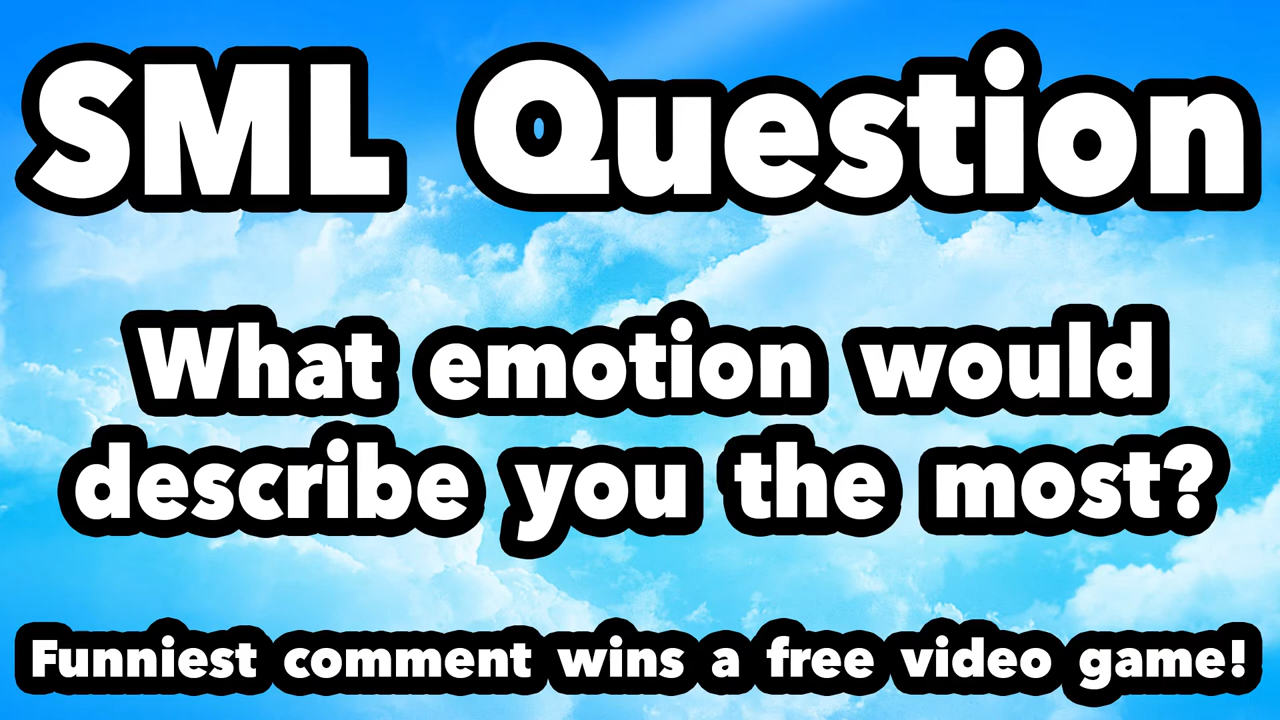 SML Question
What emotion would
describe you the most?
Funniest comment wins a free video game!